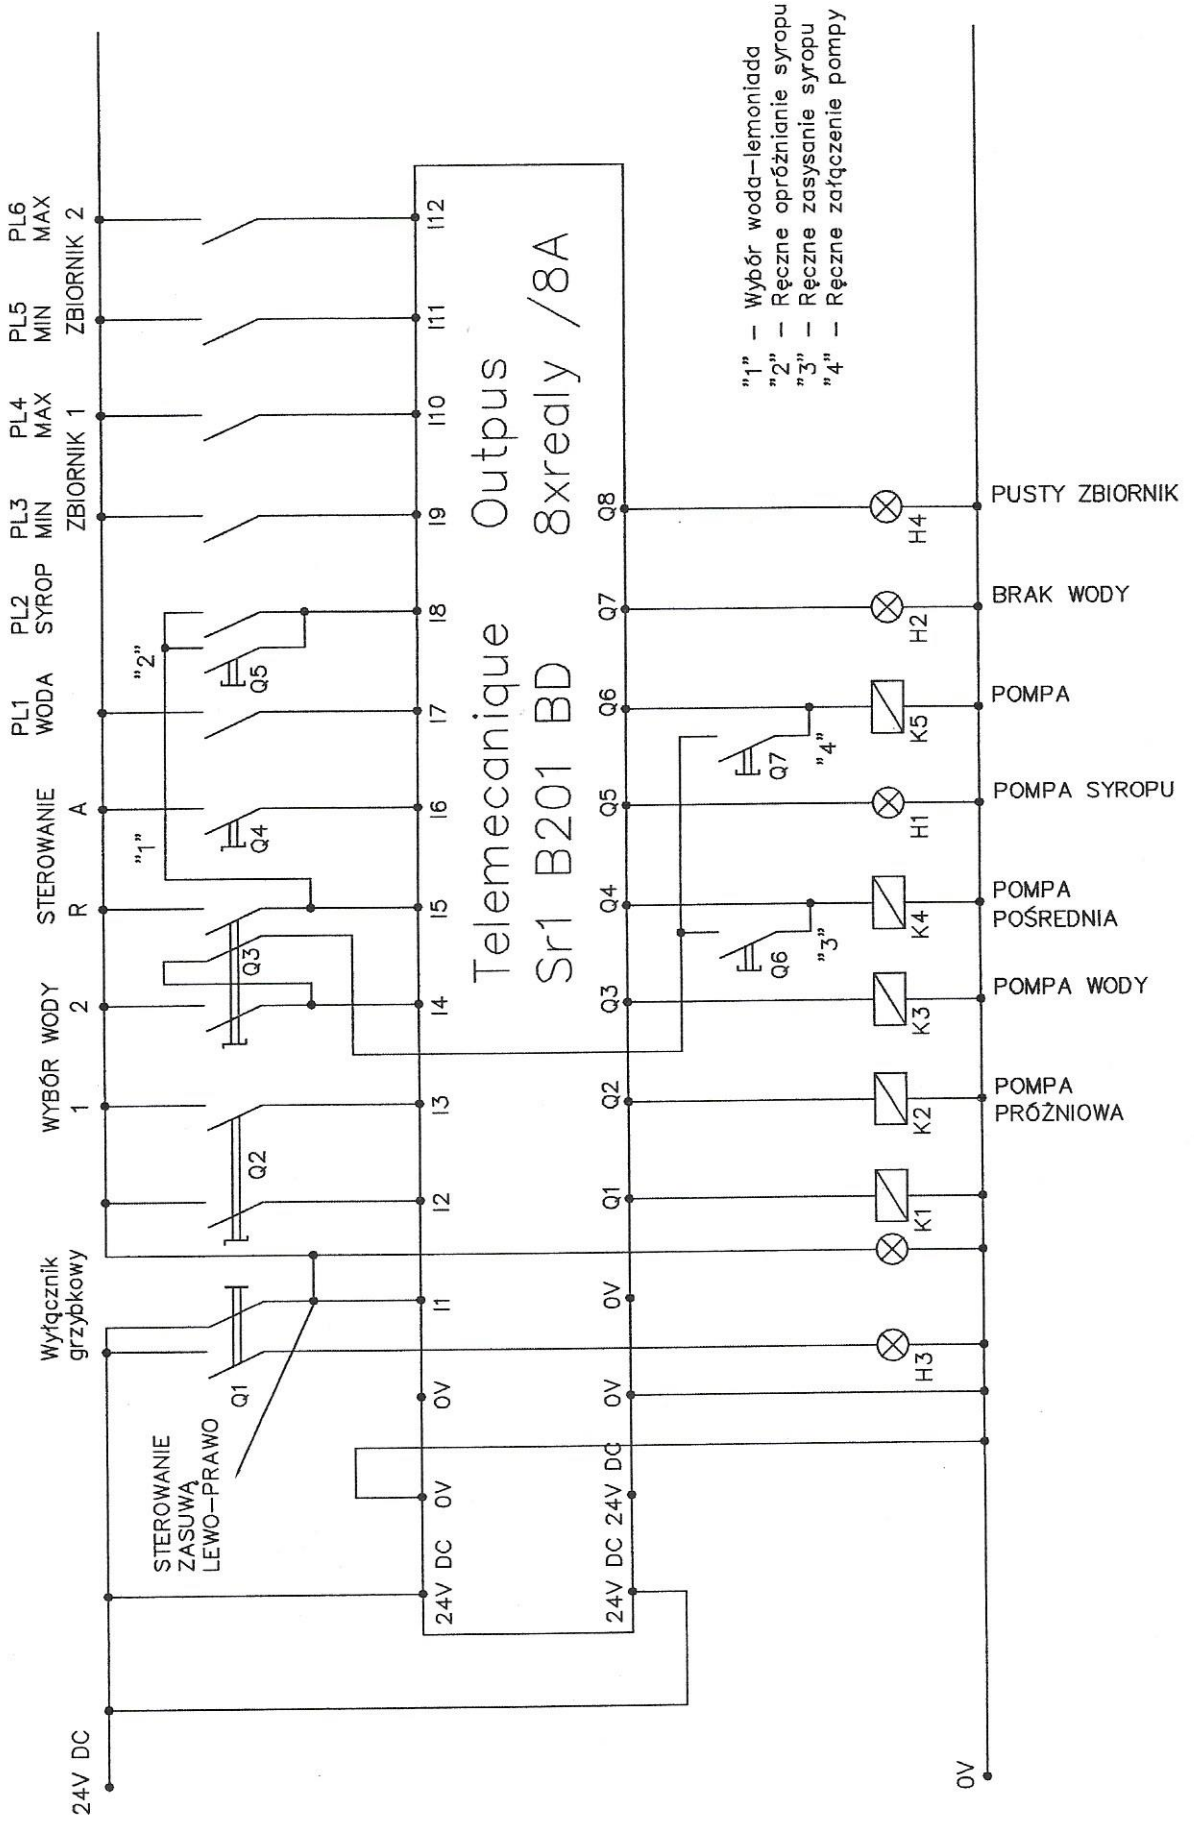 24V DC
Wyłącznik
grzybkowy
WYBÓR WODY
1
2
STEROWANIE
R
A
PL1
WODA
PL2
SYROP
PL3
MIN
PL4
MAX
ZBIORNIK 1
PL5
MIN
PL6
MAX
ZBIORNIK 2
"1"
"2"
Q1
Q2
Q3
Q4
Q5
STEROWANIE
ZASUWĄ
LEWO-PRAWO
24V DC
0V
0V
I1
I2
I3
I4
I5
I6
I7
I8
I9
I10
I11
I12
Telemecanique
Sr1 B201 BD
Outpus
8xrealy /8A
24V DC
24V DC
0V
0V
Q1
Q2
Q3
Q4
Q5
Q6
Q7
Q8
Q6
"3"
Q7
"4"
"1" – Wybór woda-lemoniada
"2" – Ręczne opróżnianie syropu
"3" – Ręczne zasysanie syropu
"4" – Ręczne załączenie pompy
H3
K1
K2
K3
K4
H1
K5
H2
H4
0V
POMPA
PRÓŻNIOWA
POMPA WODY
POMPA
POŚREDNIA
POMPA SYROPU
POMPA
BRAK WODY
PUSTY ZBIORNIK